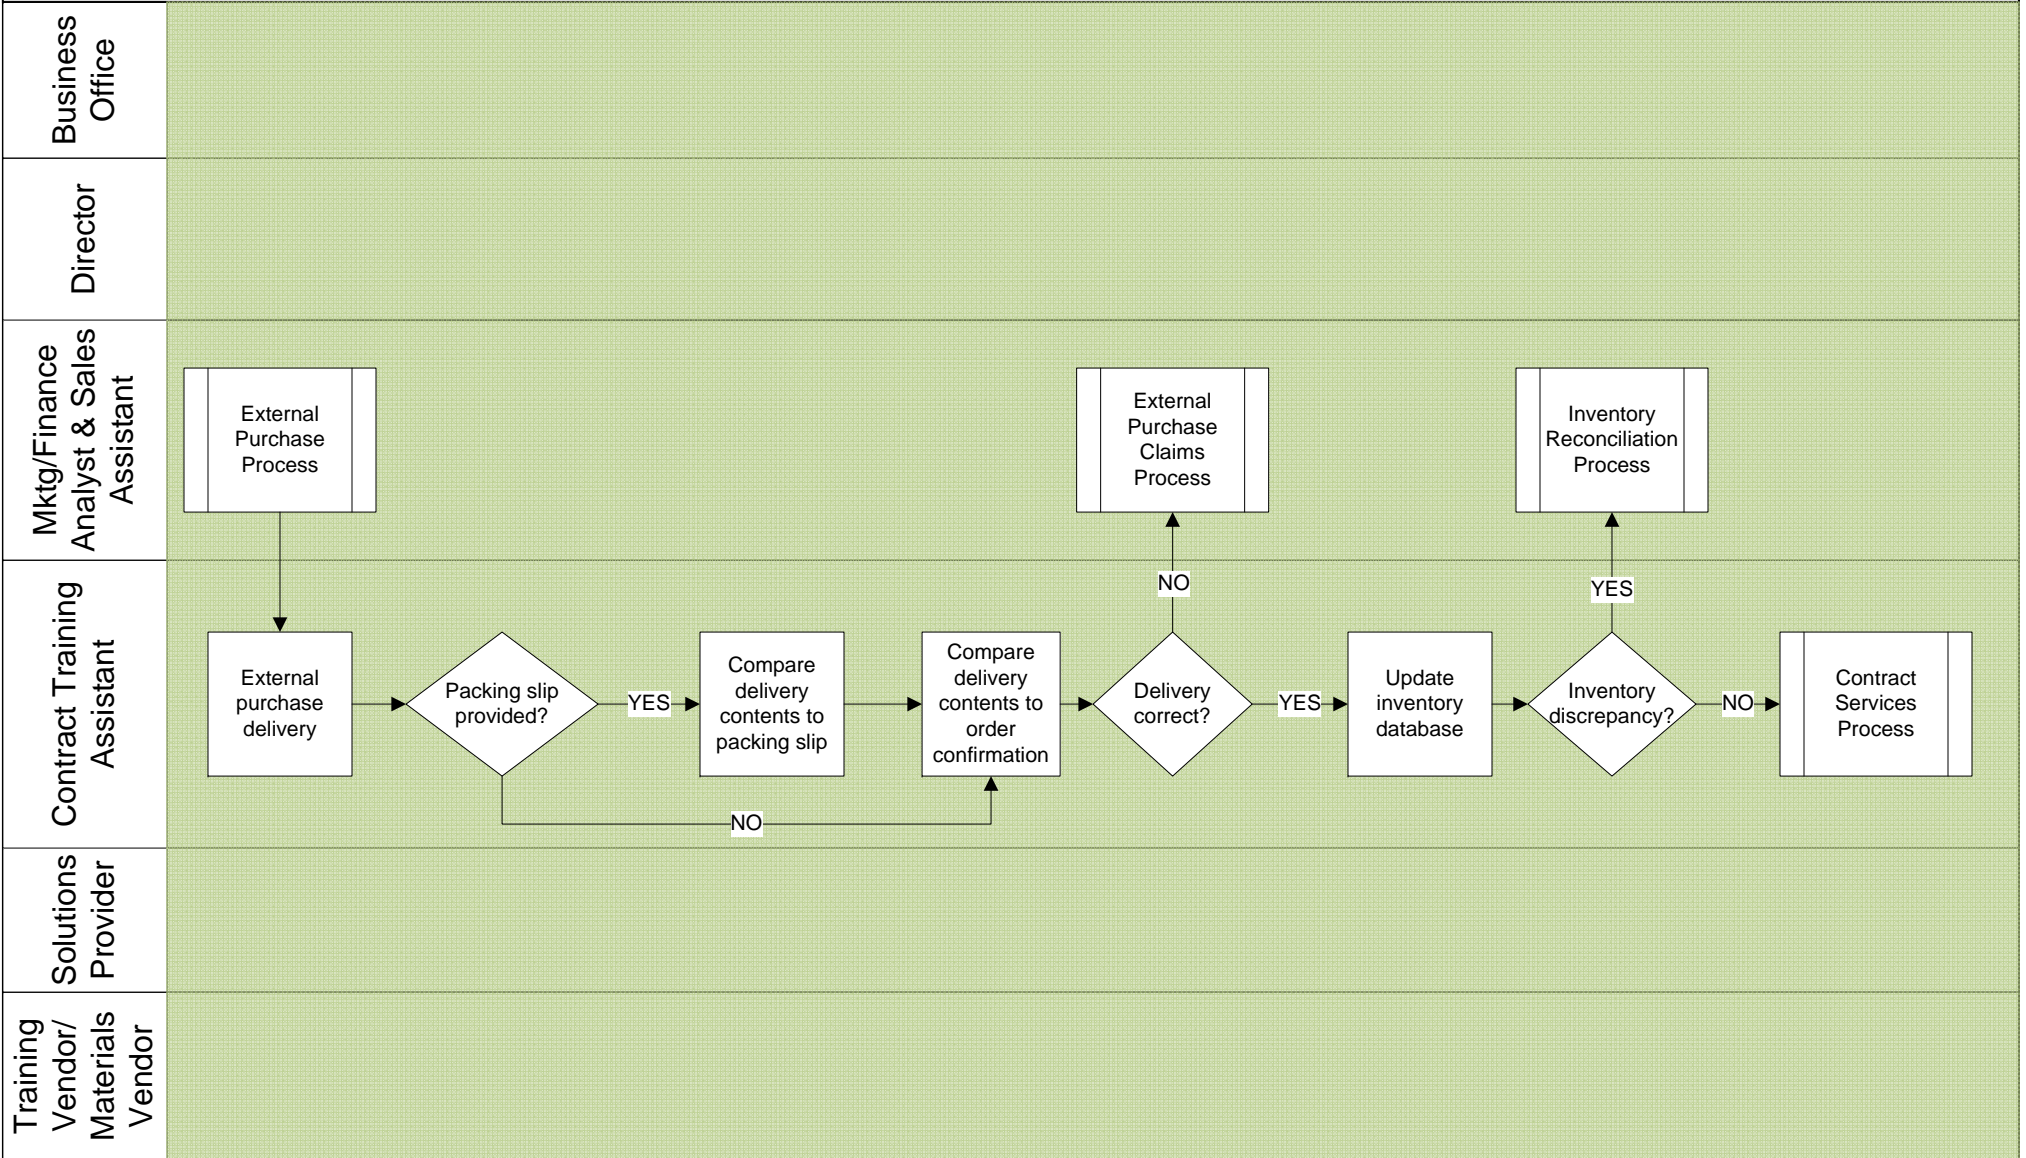 Business
Office
Director
Mktg/Finance
Analyst & Sales
Assistant
External
Purchase
Process
External
Purchase
Claims
Process
Inventory
Reconciliation
Process
NO
YES
Contract Training
Assistant
External
purchase
delivery
Packing slip
provided?
YES
Compare
delivery
contents to
packing slip
Compare
delivery
contents to
order
confirmation
Delivery
correct?
YES
Update
inventory
database
Inventory
discrepancy?
NO
Contract
Services
Process
NO
Solutions
Provider
Training
Vendor/
Materials
Vendor